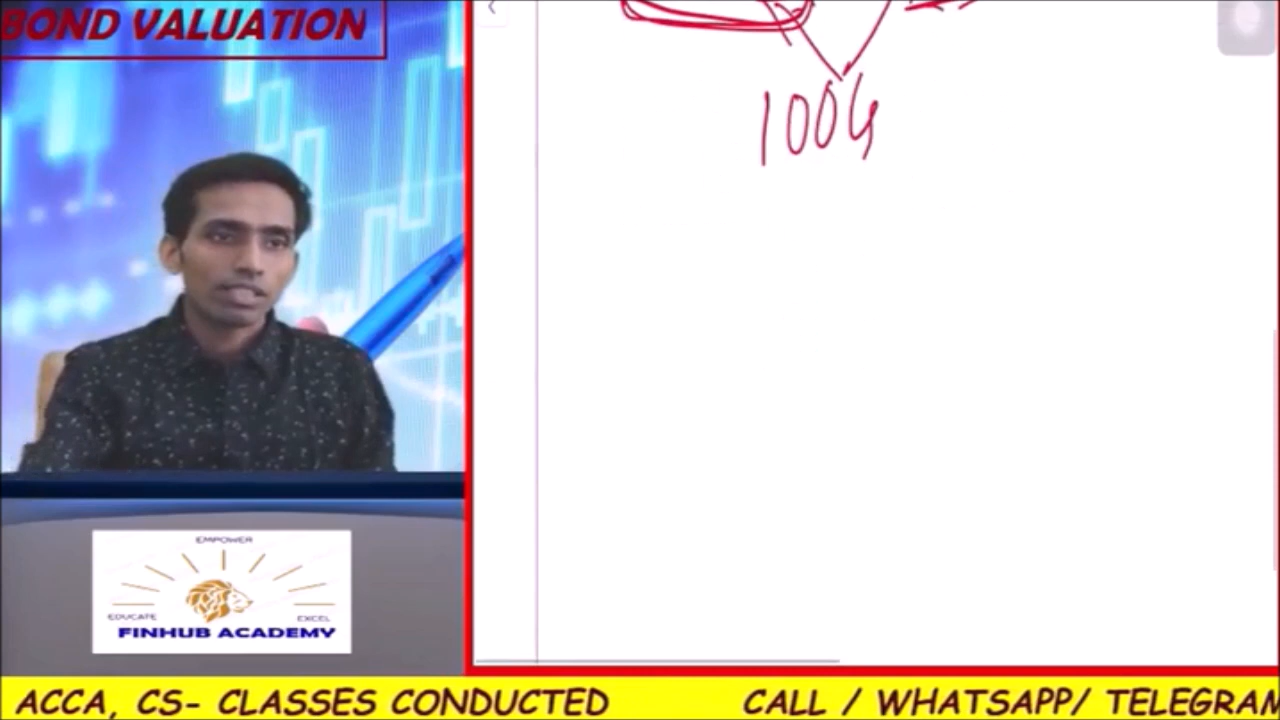 BOND VALUATION
1004
EMPOWER
EDUCATE
EXCEL
FINHUB ACADEMY
ACCA, CS- CLASSES CONDUCTED
CALL / WHATSAPP/ TELEGRAM